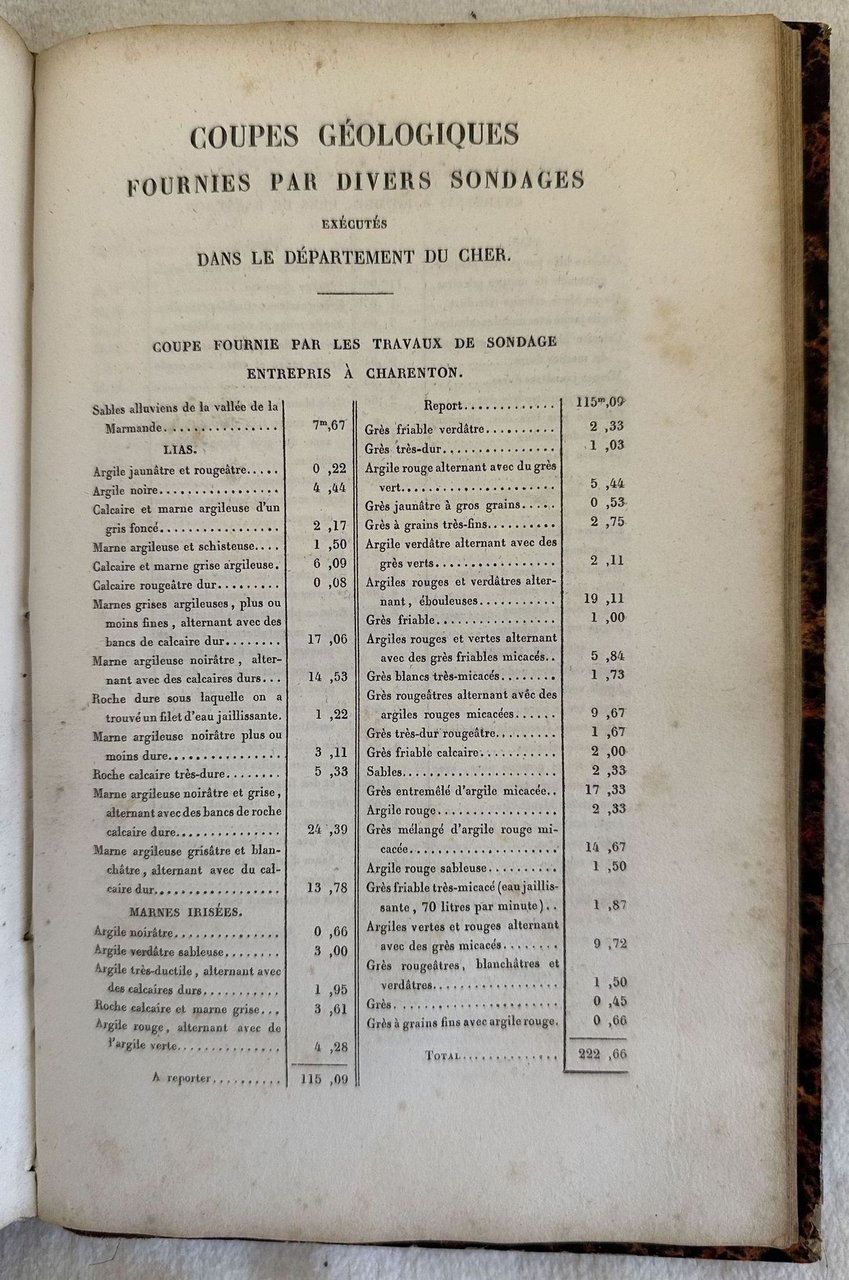 COUPES GÉOLOGIQUES
FOURNIES PAR DIVERS SONDAGES
EXÉCUTÉS
DANS LE DÉPARTEMENT DU CHER.
COUPE FOURNIE PAR LES TRAVAUX DE SONDAGE
ENTREPRIS À CHARENTON.
Sables alluviens de la vallée de la
Marmande................ 7m,67
LIAS.
Argile jaunâtre et rougeâtre..... 0 ,22
Argile noire................. 4 ,44
Calcaire et marne argileuse d'un
gris foncé................. 2 ,17
Marne argileuse et schisteuse.... 1 ,50
Calcaire et marne grise argileuse. 6 ,09
Calcaire rougeâtre dur......... 0 ,08
Marnes grises argileuses, plus ou
moins fines, alternant avec des
bancs de calcaire dur........ 17 ,06
Marne argileuse noirâtre, alter-
nant avec des calcaires durs... 14 ,53
Roche dure sous laquelle on a
trouvé un filet d'eau jaillissante. 1 ,22
Marne argileuse noirâtre plus ou
moins dure............... 3 ,11
Roche calcaire très-dure........ 5 ,33
Marne argileuse noirâtre et grise,
alternant avec des bancs de roche
calcaire dure............... 24 ,39
Marne argileuse grisâtre et blan-
châtre, alternant avec du cal-
caire dur.................. 13 ,78
MARNES IRISÉES.
Argile noirâtre............... 0 ,66
Argile verdâtre sableuse........ 3 ,00
Argile très-ductile, alternant avec
des calcaires durs........... 1 ,95
Roche calcaire et marne grise... 3 ,61
Argile rouge, alternant avec de
l'argile verte............... 4 ,28
A reporter.......... 115 ,09
Report............. 115m,09
Grès friable verdâtre.......... 2 ,33
Grès très-dur................ 1 ,03
Argile rouge alternant avec du grès
vert...................... 5 ,44
Grès jaunâtre à gros grains..... 0 ,53
Grès à grains très-fins.......... 2 ,75
Argile verdâtre alternant avec des
grès verts................. 2 ,11
Argiles rouges et verdâtres alter-
nant, ébouleuses........... 19 ,11
Grès friable................. 1 ,00
Argiles rouges et vertes alternant
avec des grès friables micacés.. 5 ,84
Grès blancs très-micacés........ 1 ,73
Grès rougeâtres alternant avec des
argiles rouges micacées...... 9 ,67
Grès très-dur rougeâtre......... 1 ,67
Grès friable calcaire........... 2 ,00
Sables..................... 2 ,33
Grès entremêlé d'argile micacée.. 17 ,33
Argile rouge................. 2 ,33
Grès mélangé d'argile rouge mi-
cacée.................... 14 ,67
Argile rouge sableuse.......... 1 ,50
Grès friable très-micacé (eau jaillis-
sante, 70 litres par minute).. 1 ,87
Argiles vertes et rouges alternant
avec des grès micacés........ 9 ,72
Grès rougeâtres, blanchâtres et
verdâtres................. 1 ,50
Grès....................... 0 ,45
Grès à grains fins avec argile rouge. 0 ,66
TOTAL............. 222 ,66